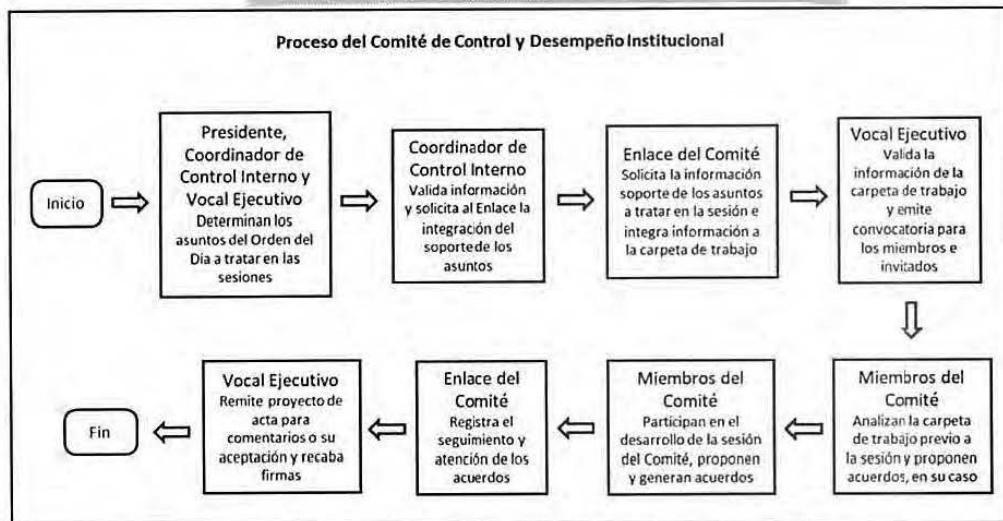 Proceso del Comité de Control y Desempeño Institucional
Inicio
Presidente,
Coordinador de
Control Interno y
Vocal Ejecutivo
Determinan los
asuntos del Orden del
Día a tratar en las
sesiones
Coordinador de
Control Interno
Valida información
y solicita al Enlace la
integración del
soporte de los
asuntos
Enlace del Comité
Solicita la información
soporte de los asuntos
a tratar en la sesión e
integra información a
la carpeta de trabajo
Vocal Ejecutivo
Valida la
información de la
carpeta de trabajo
y emite
convocatoria para
los miembros e
invitados
Miembros del
Comité
Analizan la carpeta
de trabajo previo a
la sesión y proponen
acuerdos, en su caso
Miembros del
Comité
Participan en el
desarrollo de la sesión
del Comité, proponen
y generan acuerdos
Enlace del
Comité
Registra el
seguimiento y
atención de los
acuerdos
Vocal Ejecutivo
Remite proyecto de
acta para
comentarios o su
aceptación y recaba
firmas
Fin